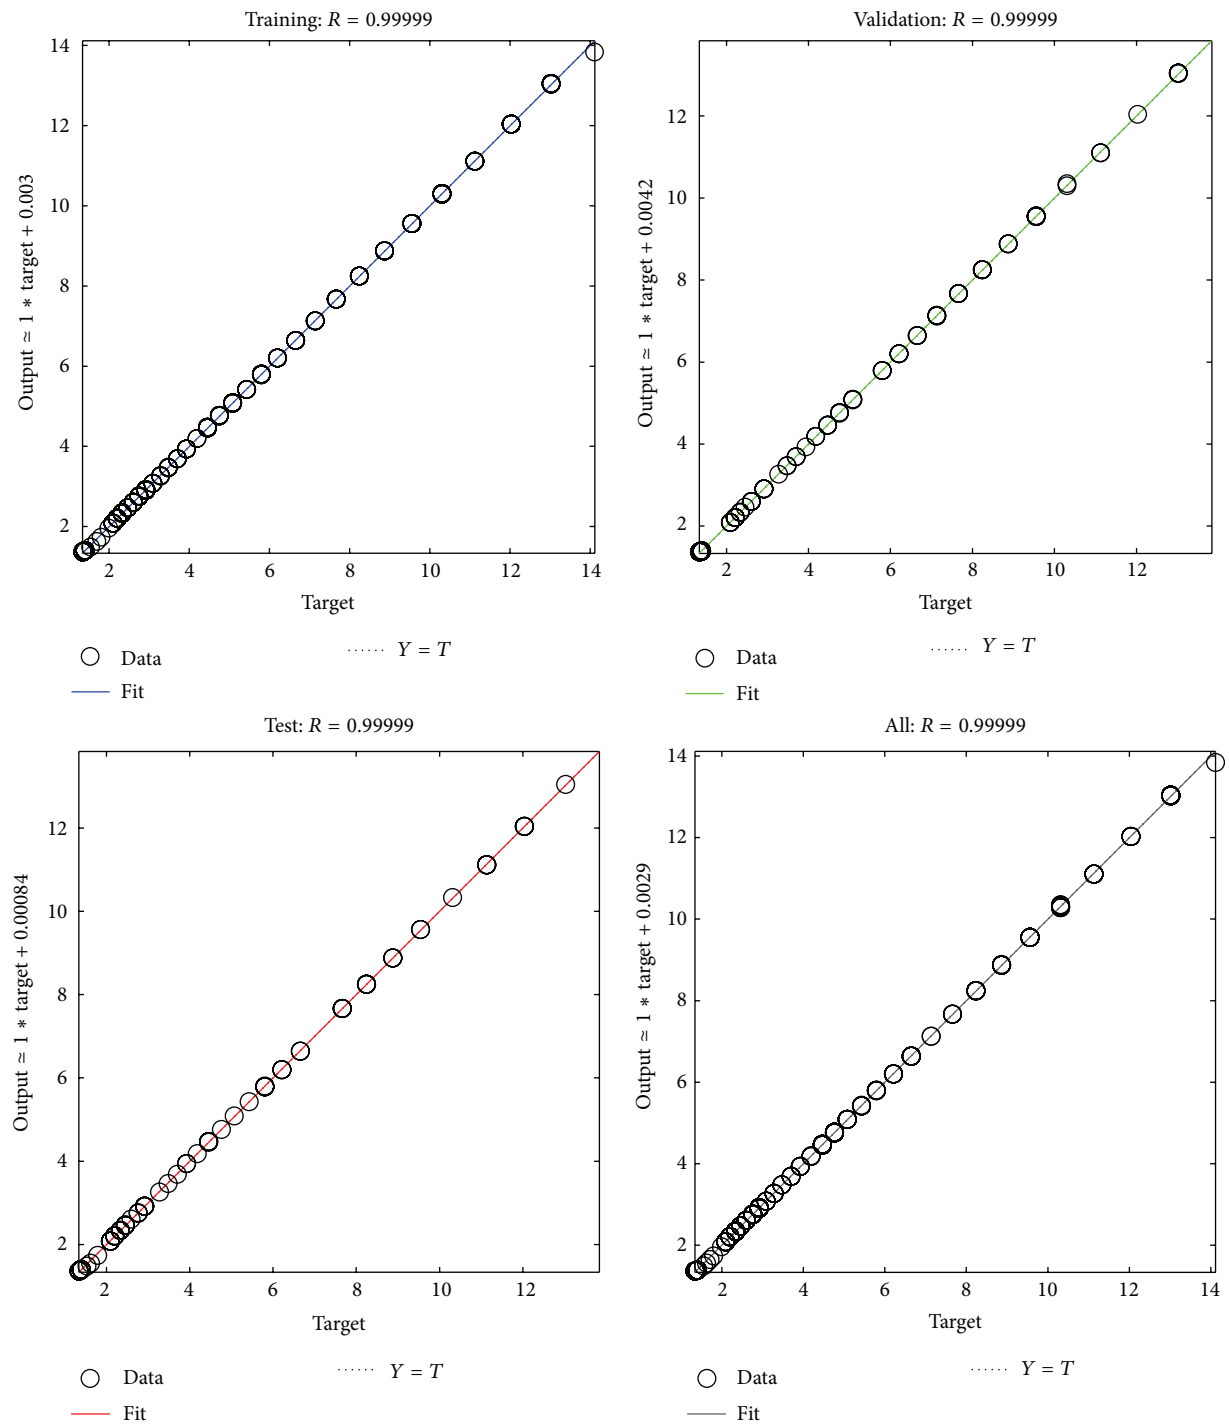 Training: R = 0.99999
14
12
10
8
6
4
2
Output ≃ 1 * target + 0.003
2 4 6 8 10 12 14
Target
Data
Y = T
Fit
Validation: R = 0.99999
12
10
8
6
4
2
Output ≃ 1 * target + 0.0042
2 4 6 8 10 12
Target
Data
Y = T
Fit
Test: R = 0.99999
12
10
8
6
4
2
Output ≃ 1 * target + 0.00084
2 4 6 8 10 12
Target
Data
Y = T
Fit
All: R = 0.99999
14
12
10
8
6
4
2
Output ≃ 1 * target + 0.0029
2 4 6 8 10 12 14
Target
Data
Y = T
Fit